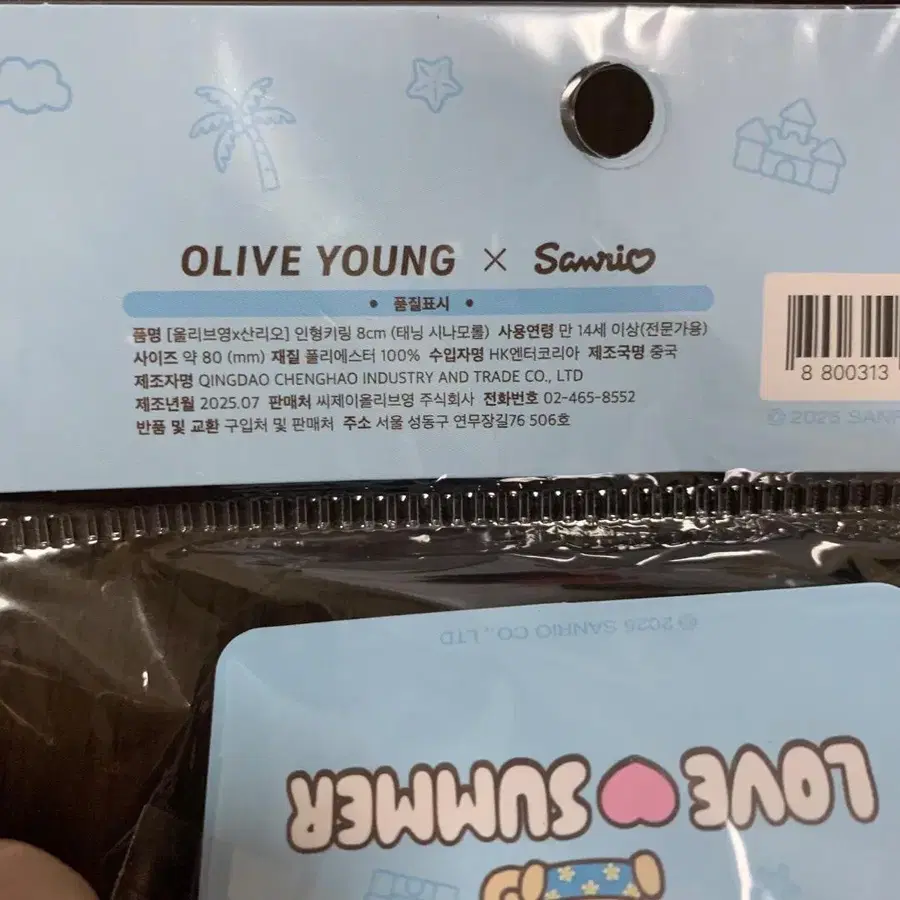 OLIVE YOUNG × Sanrio
• 품질표시 •
품명 [올리브영x산리오] 인형키링 8cm (태닝 시나모롤) 사용연령 만 14세 이상(전문가용)
사이즈 약 80 (mm) 재질 폴리에스터 100% 수입자명 HK엔터코리아 제조국명 중국
제조자명 QINGDAO CHENGHAO INDUSTRY AND TRADE CO., LTD
제조년월 2025.07 판매처 씨제이올리브영 주식회사 전화번호 02-465-8552
반품 및 교환 구입처 및 판매처 주소 서울 성동구 연무장길76 506호
8 800313
© 2025 SANR
© 2025 SANRIO CO., LTD
LOVE SUMMER